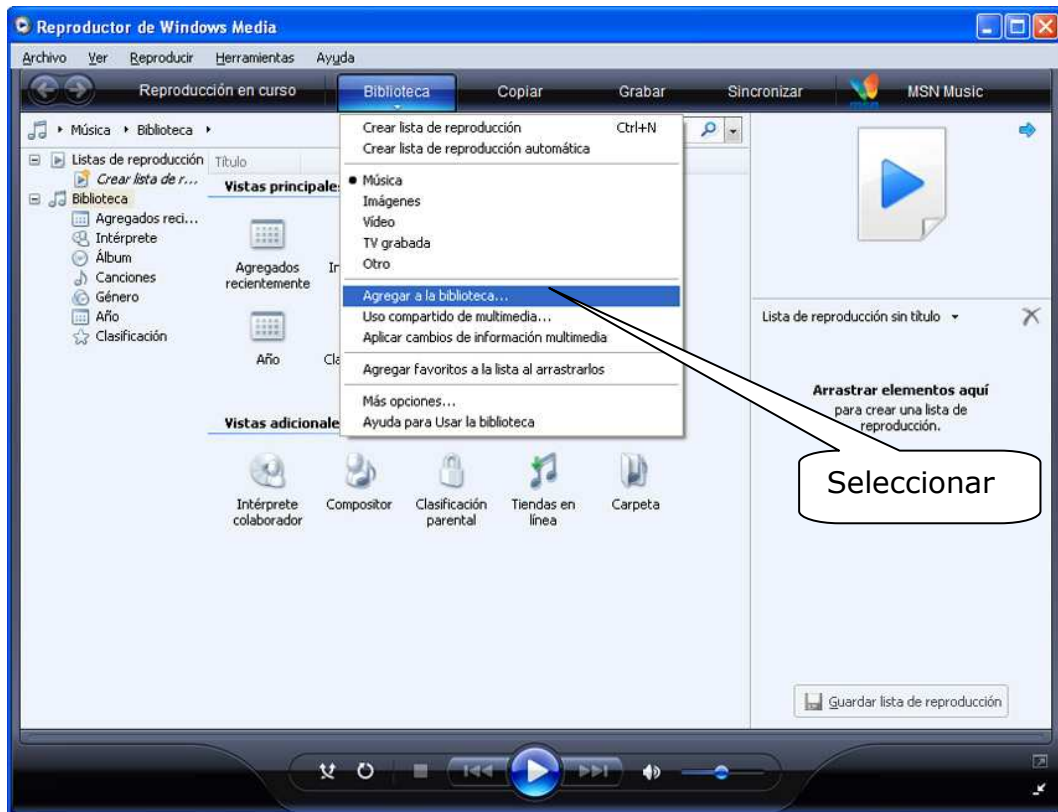 Reproductor de Windows Media
Archivo Ver Reproducir Herramientas Ayuda
Reproducción en curso Biblioteca Copiar Grabar Sincronizar msn MSN Music
Música Biblioteca
Crear lista de reproducción Ctrl+N
Crear lista de reproducción automática
Música
Imágenes
Vídeo
TV grabada
Otro
Agregar a la biblioteca...
Uso compartido de multimedia...
Aplicar cambios de información multimedia
Agregar favoritos a la lista al arrastrarlos
Más opciones...
Ayuda para Usar la biblioteca
Listas de reproducción
Crear lista de r...
Biblioteca
Agregados reci...
Intérprete
Álbum
Canciones
Género
Año
Clasificación
Título
Vistas principale
Agregados
recientemente
Año
Vistas adicionale
Intérprete
colaborador
Compositor
Clasificación
parental
Tiendas en
línea
Carpeta
Lista de reproducción sin título
Arrastrar elementos aquí
para crear una lista de
reproducción.
Seleccionar
Guardar lista de reproducción